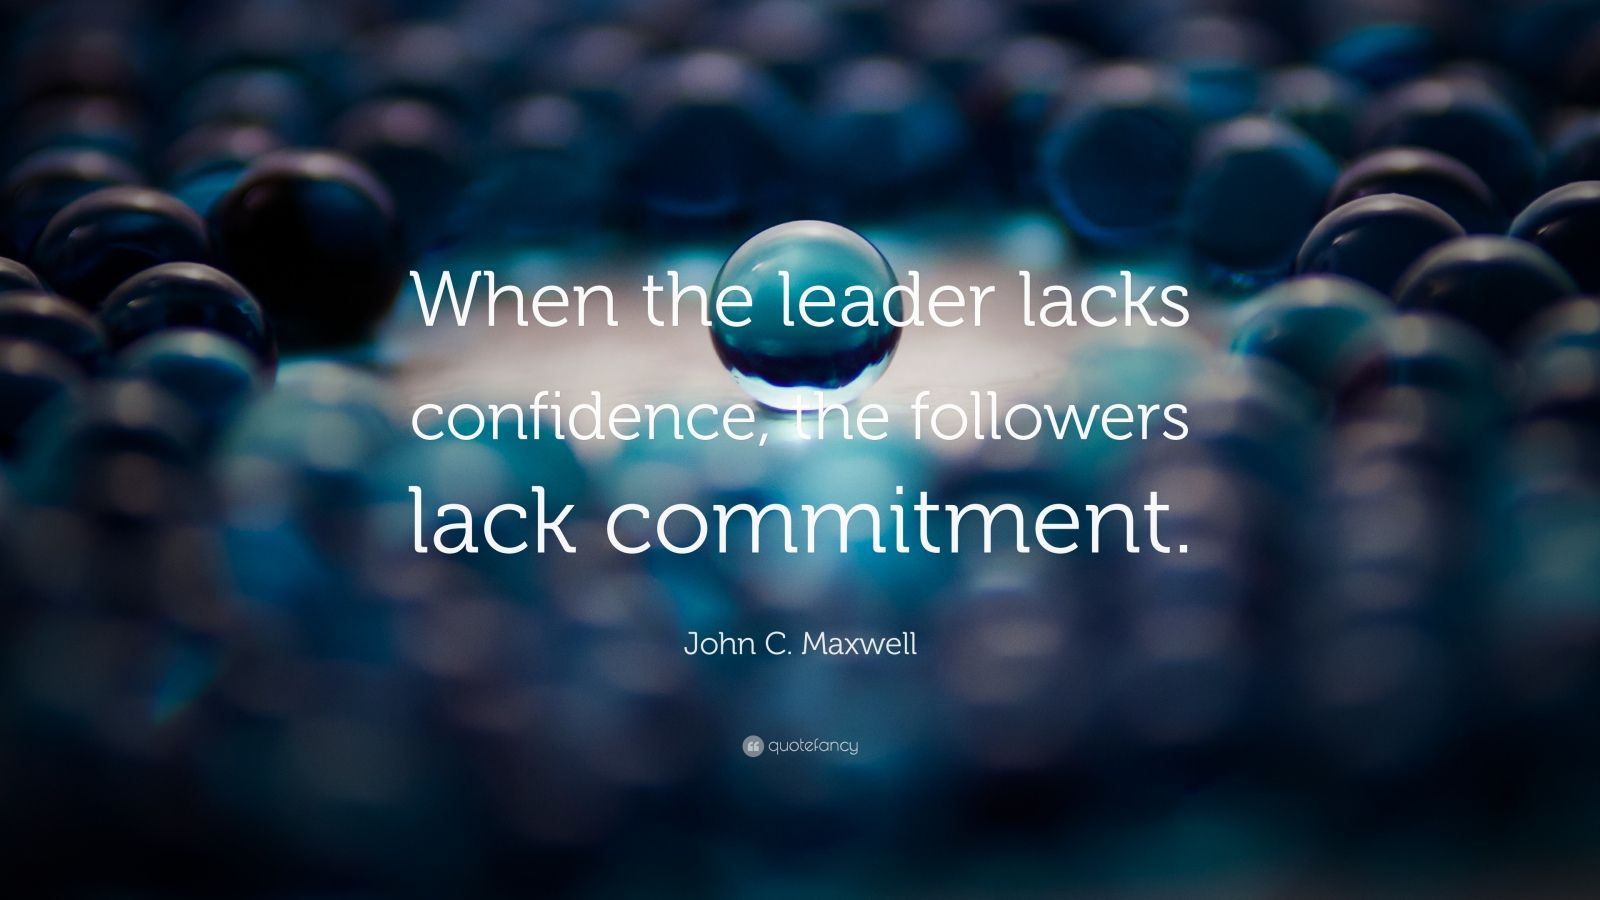 When the leader lacks
confidence, the followers
lack commitment.
John C. Maxwell
quotefancy